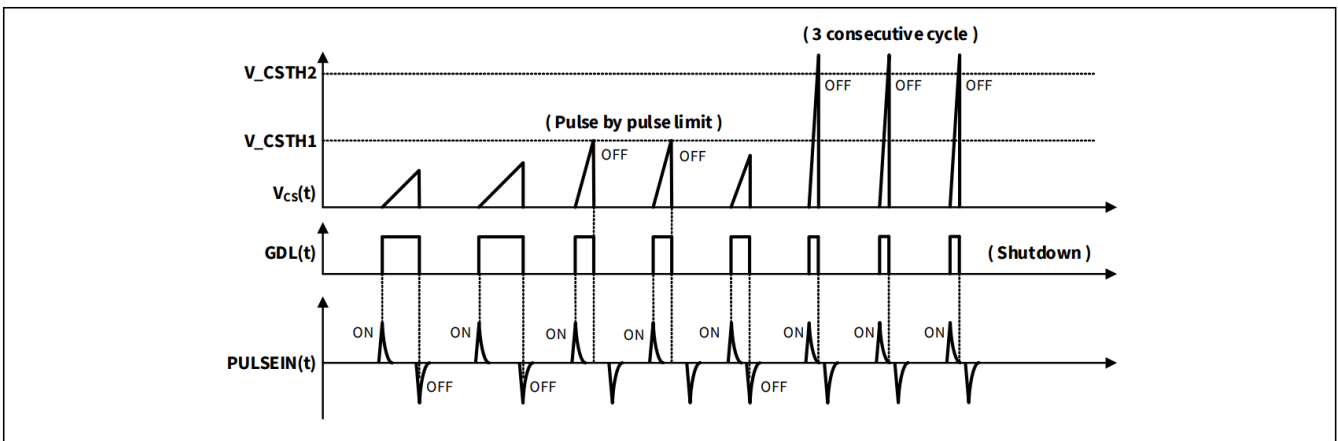 ( 3 consecutive cycle )
V_CSTH2
OFF OFF OFF
( Pulse by pulse limit )
V_CSTH1
OFF OFF
VCS(t)
GDL(t)
( Shutdown )
ON ON ON ON ON ON ON ON
PULSEIN(t)
OFF OFF OFF